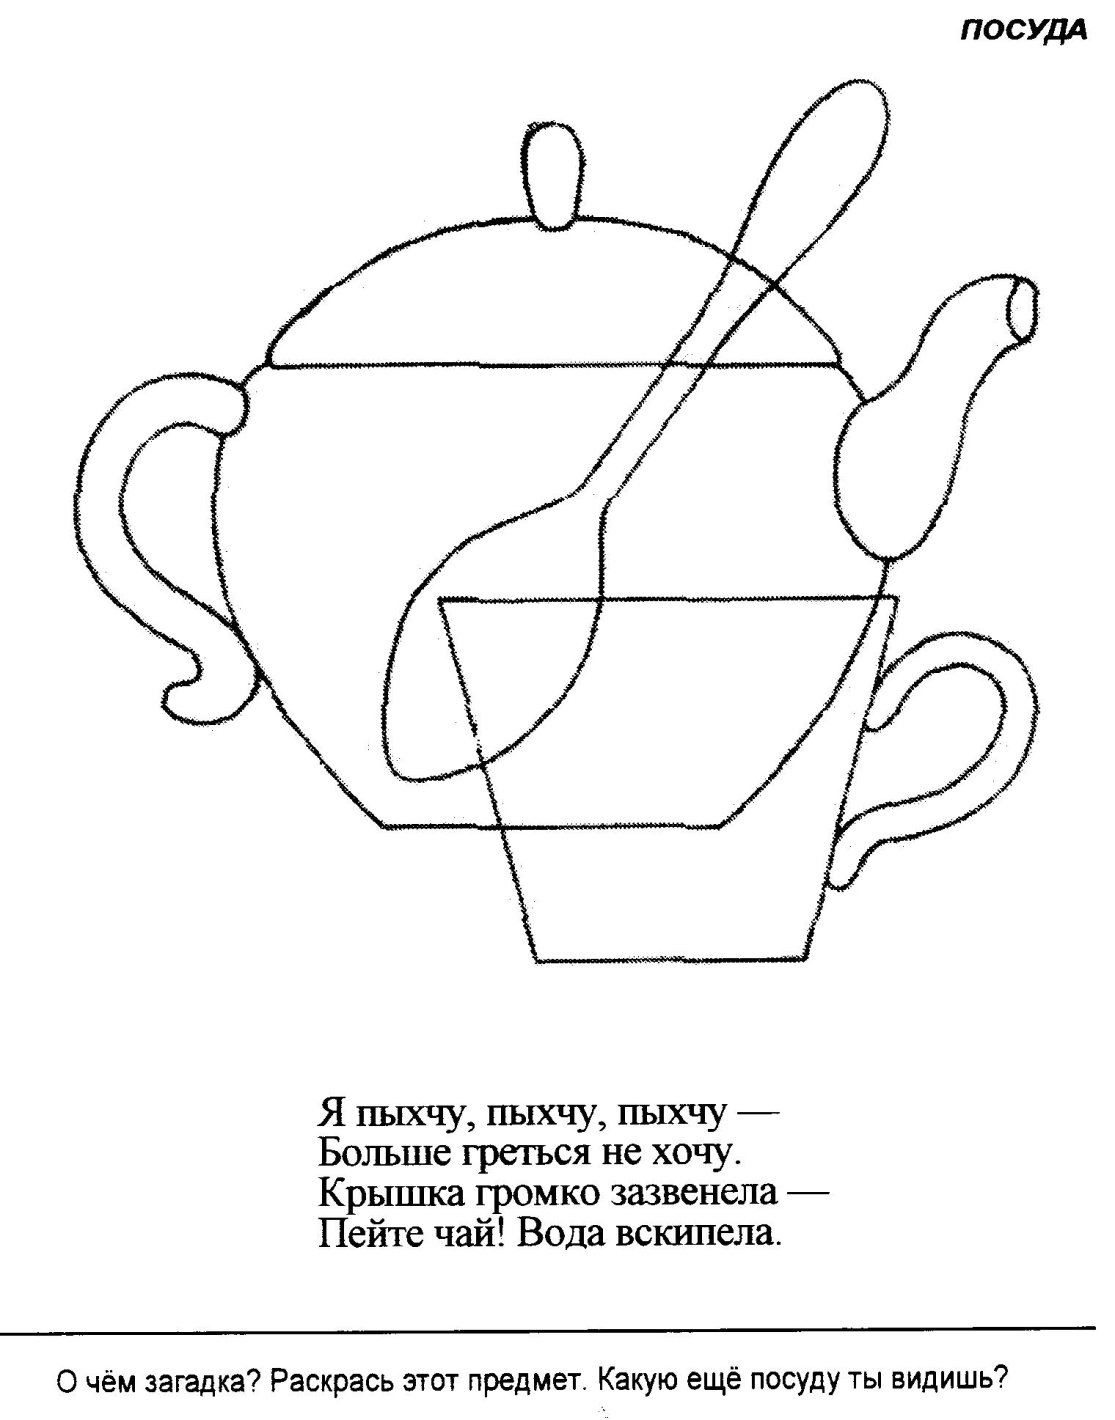 ПОСУДА
Я пыхчу, пыхчу, пыхчу —
Больше греться не хочу.
Крышка громко зазвенела —
Пейте чай! Вода вскипела.
О чём загадка? Раскрась этот предмет. Какую ещё посуду ты видишь?